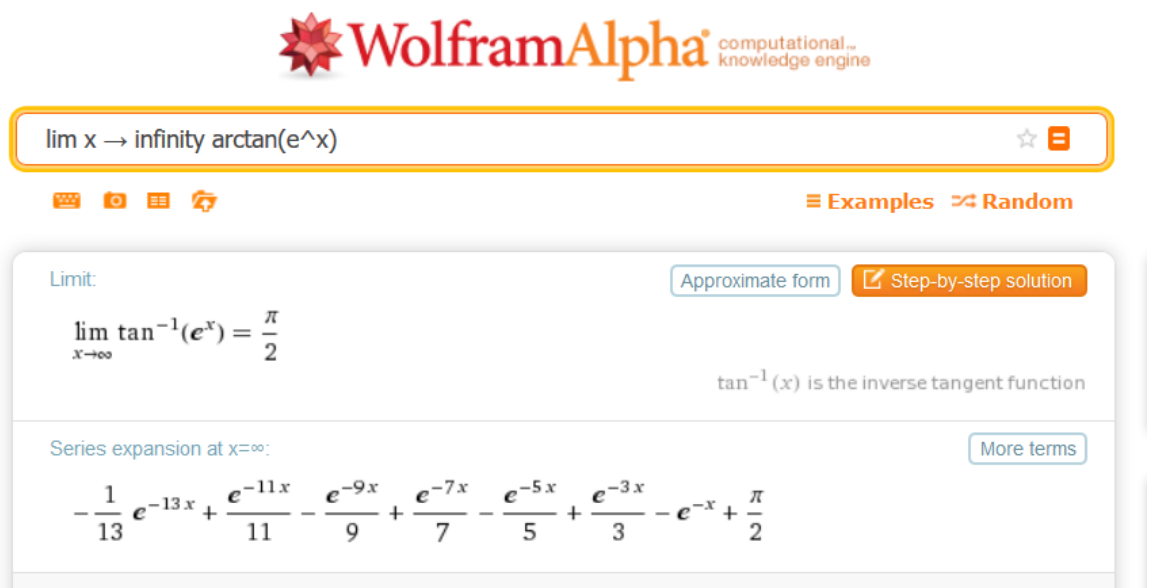 WolframAlpha computational™ knowledge engine
lim x → infinity arctan(e^x)
Examples Random
Limit:
Approximate form Step-by-step solution
lim x→∞ tan⁻¹(eˣ) = π/2
tan⁻¹(x) is the inverse tangent function
Series expansion at x=∞:
More terms
-1/13 e^(-13x) + e^(-11x)/11 - e^(-9x)/9 + e^(-7x)/7 - e^(-5x)/5 + e^(-3x)/3 - e^(-x) + π/2